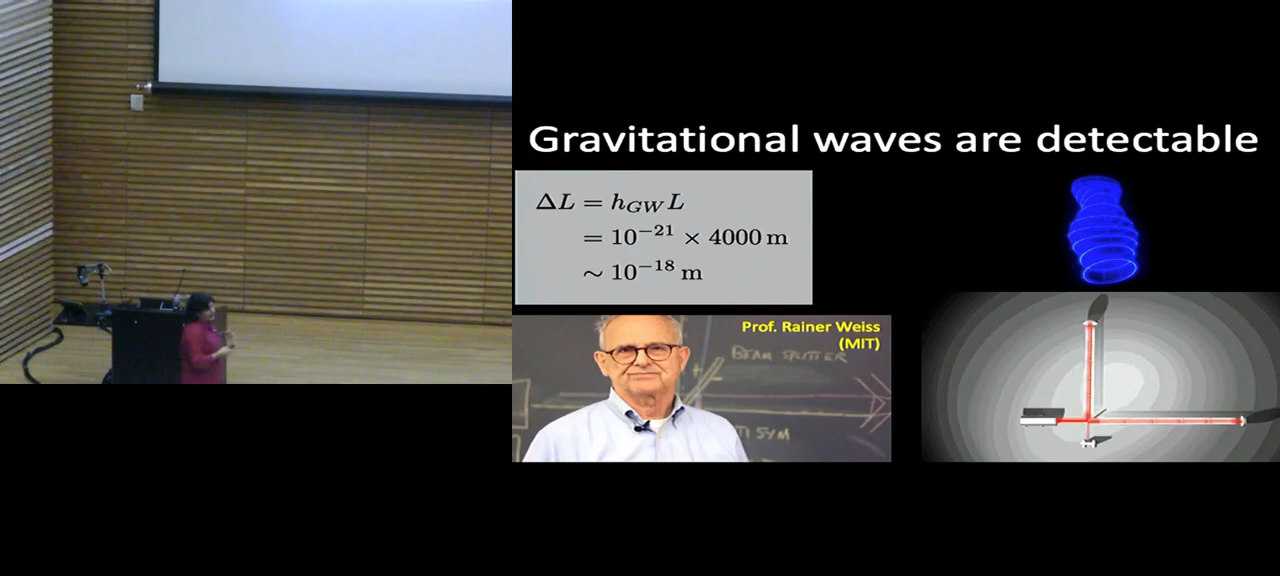 Gravitational waves are detectable
ΔL = h_GW L
= 10⁻²¹ × 4000 m
∼ 10⁻¹⁸ m
Prof. Rainer Weiss
(MIT)
BEAM SPLITTER
SYM